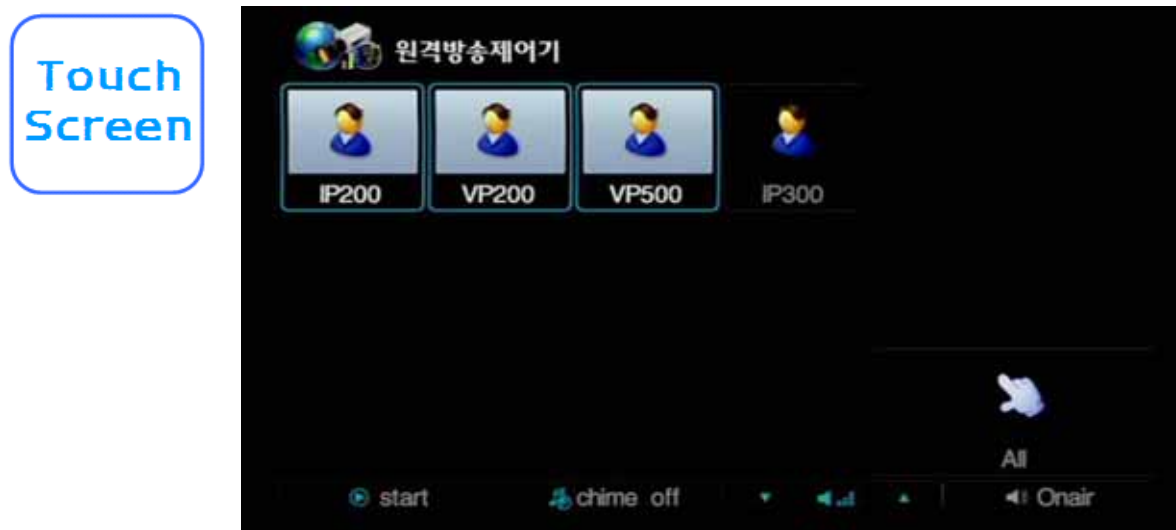 Touch
Screen
원격방송제어기
IP200 VP200 VP500 IP300
All
start chime off Onair